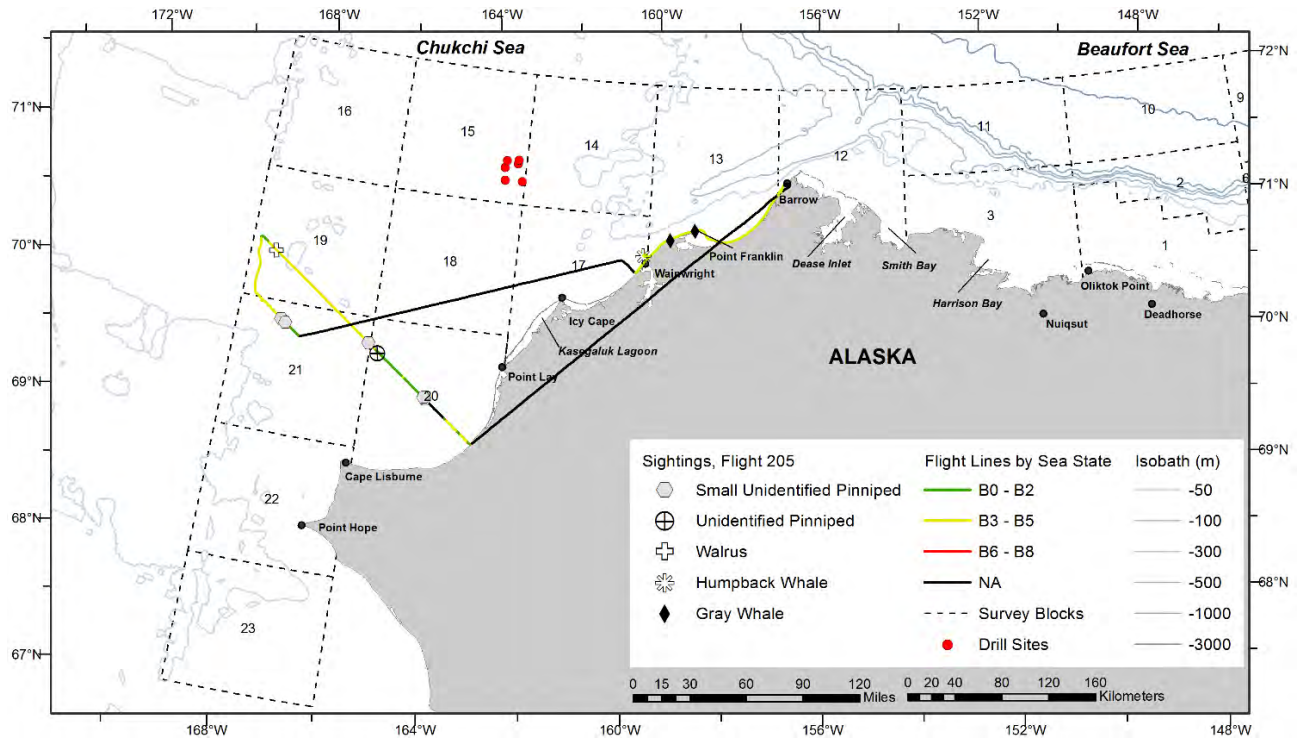 172°W 168°W 164°W 160°W 156°W 152°W 148°W
Chukchi Sea Beaufort Sea
72°N
71°N
16 15 14 13 12 11 10 9
71°N
2 6
Barrow
3
70°N
19 18 17
Point Franklin
Wainwright
Dease Inlet
Smith Bay
1
Harrison Bay
Oliktok Point
Deadhorse
Nuiqsut
70°N
Icy Cape
Kasegaluk Lagoon
69°N
21
Point Lay
20
ALASKA
69°N
Cape Lisburne
22
Point Hope
68°N
68°N
23
67°N
Sightings, Flight 205
Small Unidentified Pinniped
Unidentified Pinniped
Walrus
Humpback Whale
Gray Whale
Flight Lines by Sea State
B0 - B2
B3 - B5
B6 - B8
NA
Survey Blocks
Drill Sites
Isobath (m)
-50
-100
-300
-500
-1000
-3000
0 15 30 60 90 120
Miles
0 20 40 80 120 160
Kilometers
168°W 164°W 160°W 156°W 152°W 148°W